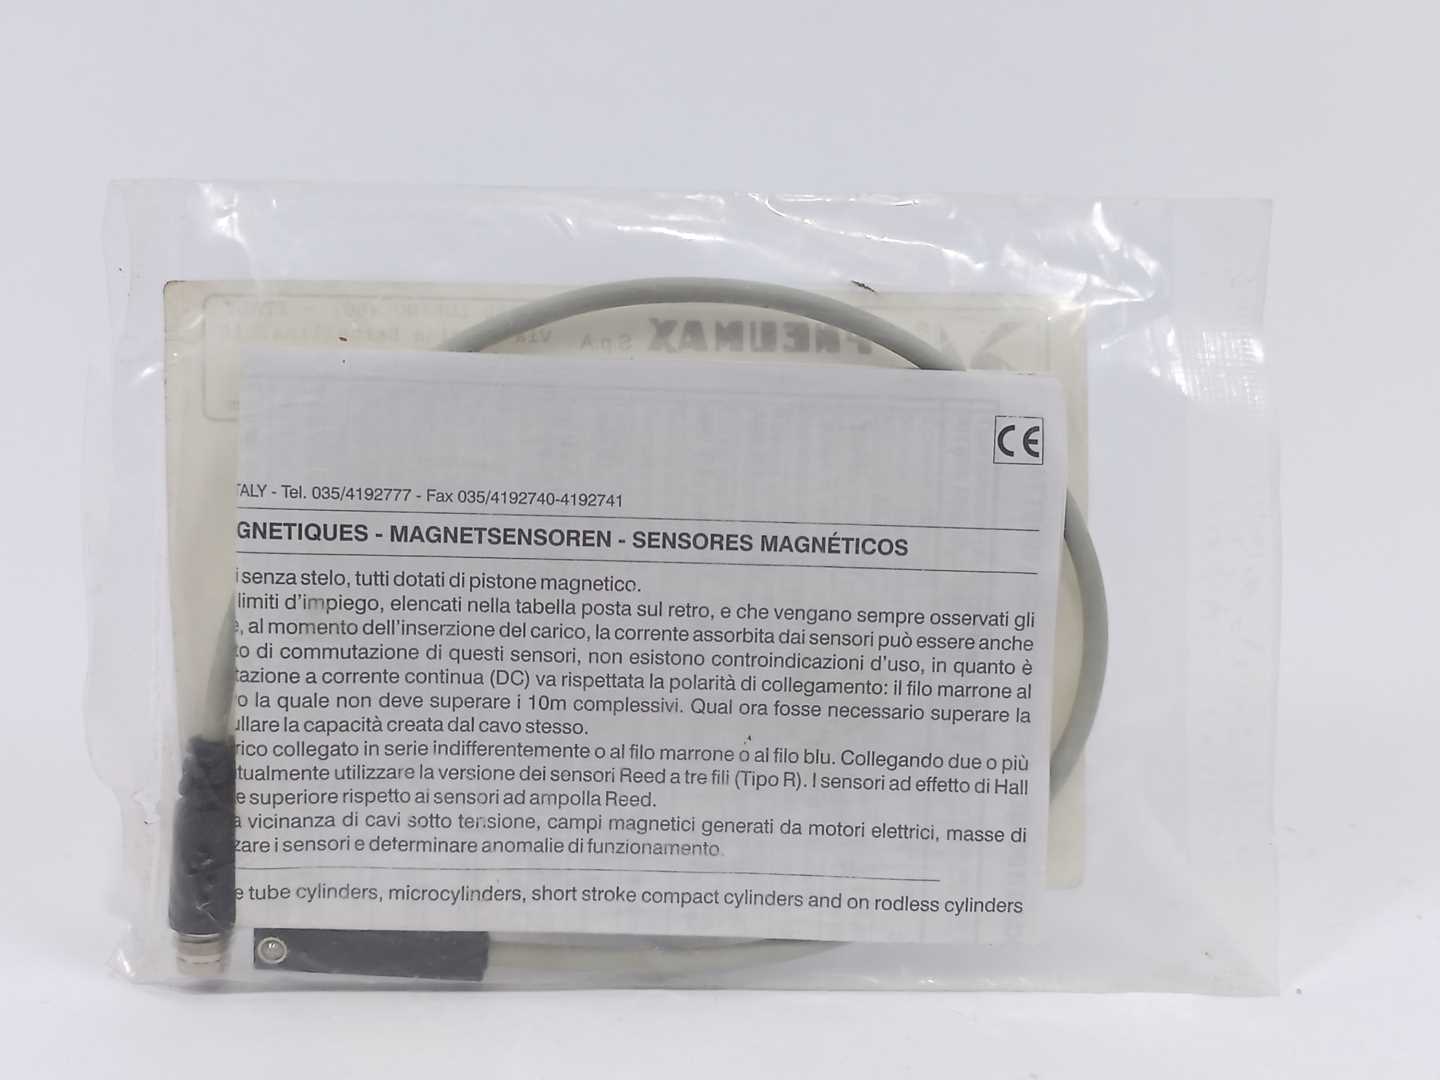 PNEUMAX S.p.A.
CE
TALY - Tel. 035/4192777 - Fax 035/4192740-4192741
GNETIQUES - MAGNETSENSOREN - SENSORES MAGNÉTICOS
i senza stelo, tutti dotati di pistone magnetico.
limiti d'impiego, elencati nella tabella posta sul retro, e che vengano sempre osservati gli
e, al momento dell'inserzione del carico, la corrente assorbita dai sensori può essere anche
o di commutazione di questi sensori, non esistono controindicazioni d'uso, in quanto è
tazione a corrente continua (DC) va rispettata la polarità di collegamento: il filo marrone al
o la quale non deve superare i 10m complessivi. Qual ora fosse necessario superare la
ullare la capacità creata dal cavo stesso.
rico collegato in serie indifferentemente o al filo marrone o al filo blu. Collegando due o più
tualmente utilizzare la versione dei sensori Reed a tre fili (Tipo R). I sensori ad effetto di Hall
e superiore rispetto ai sensori ad ampolla Reed.
a vicinanza di cavi sotto tensione, campi magnetici generati da motori elettrici, masse di
zare i sensori e determinare anomalie di funzionamento.
e tube cylinders, microcylinders, short stroke compact cylinders and on rodless cylinders